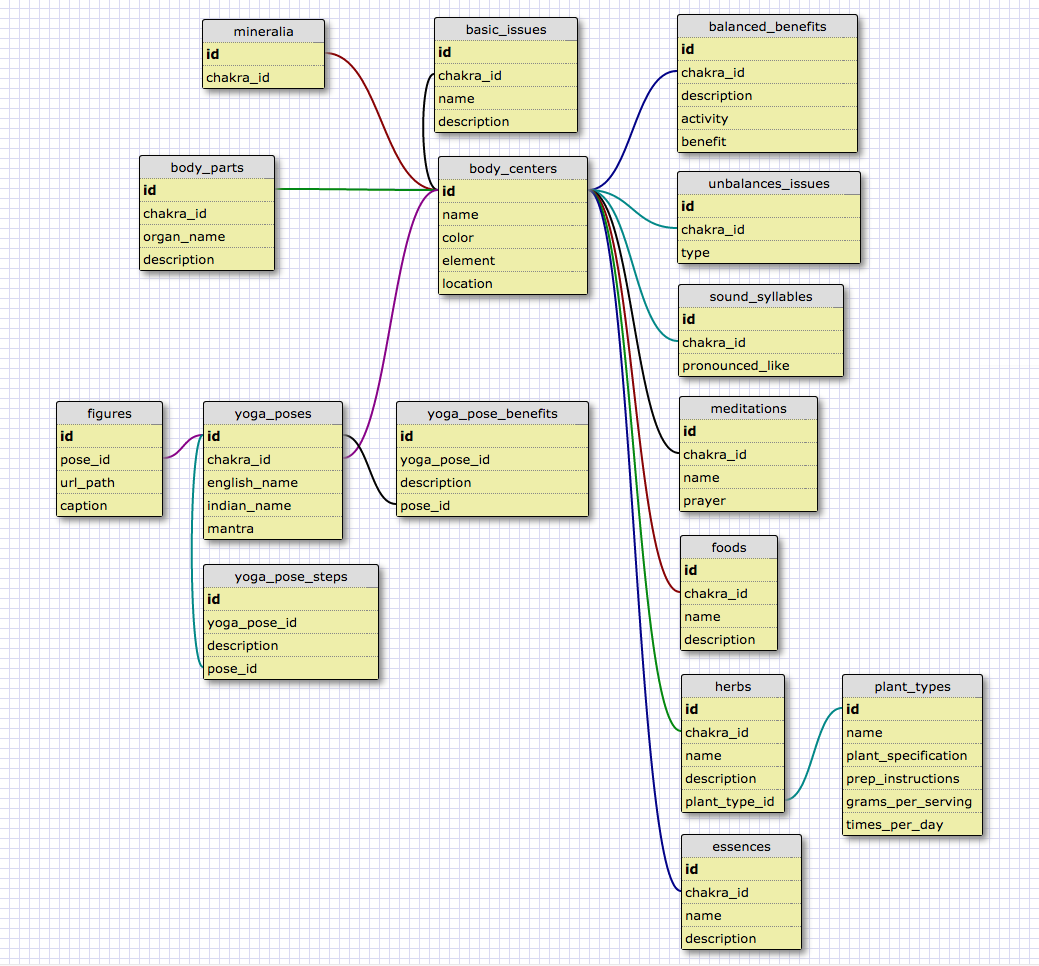 mineralia
id
chakra_id
basic_issues
id
chakra_id
name
description
balanced_benefits
id
chakra_id
description
activity
benefit
body_parts
id
chakra_id
organ_name
description
body_centers
id
name
color
element
location
unbalances_issues
id
chakra_id
type
sound_syllables
id
chakra_id
pronounced_like
figures
id
pose_id
url_path
caption
yoga_poses
id
chakra_id
english_name
indian_name
mantra
yoga_pose_benefits
id
yoga_pose_id
description
pose_id
meditations
id
chakra_id
name
prayer
yoga_pose_steps
id
yoga_pose_id
description
pose_id
foods
id
chakra_id
name
description
herbs
id
chakra_id
name
description
plant_type_id
plant_types
id
name
plant_specification
prep_instructions
grams_per_serving
times_per_day
essences
id
chakra_id
name
description